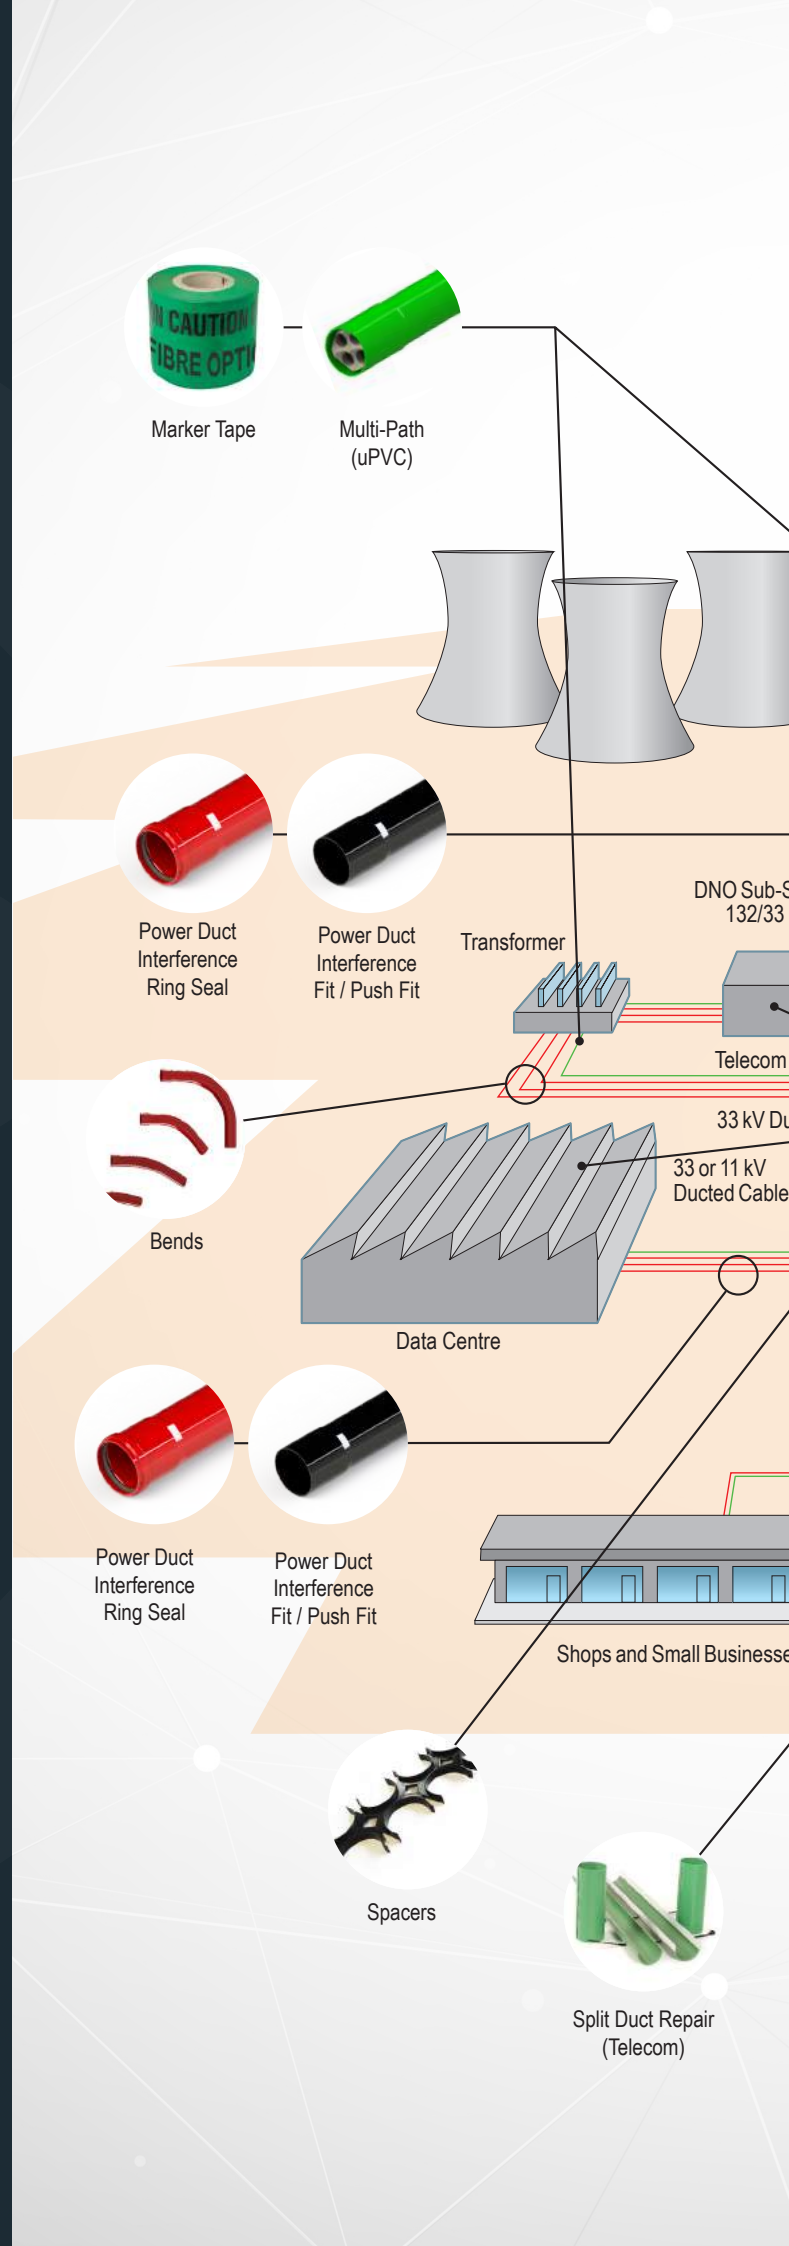 N CAUTION
FIBRE OPTI
Marker Tape
Multi-Path
(uPVC)
Power Duct
Interference
Ring Seal
Power Duct
Interference
Fit / Push Fit
Transformer
DNO Sub-S
132/33
Telecom
33 kV Du
33 or 11 kV
Ducted Cable
Bends
Data Centre
Power Duct
Interference
Ring Seal
Power Duct
Interference
Fit / Push Fit
Shops and Small Businesse
Spacers
Split Duct Repair
(Telecom)